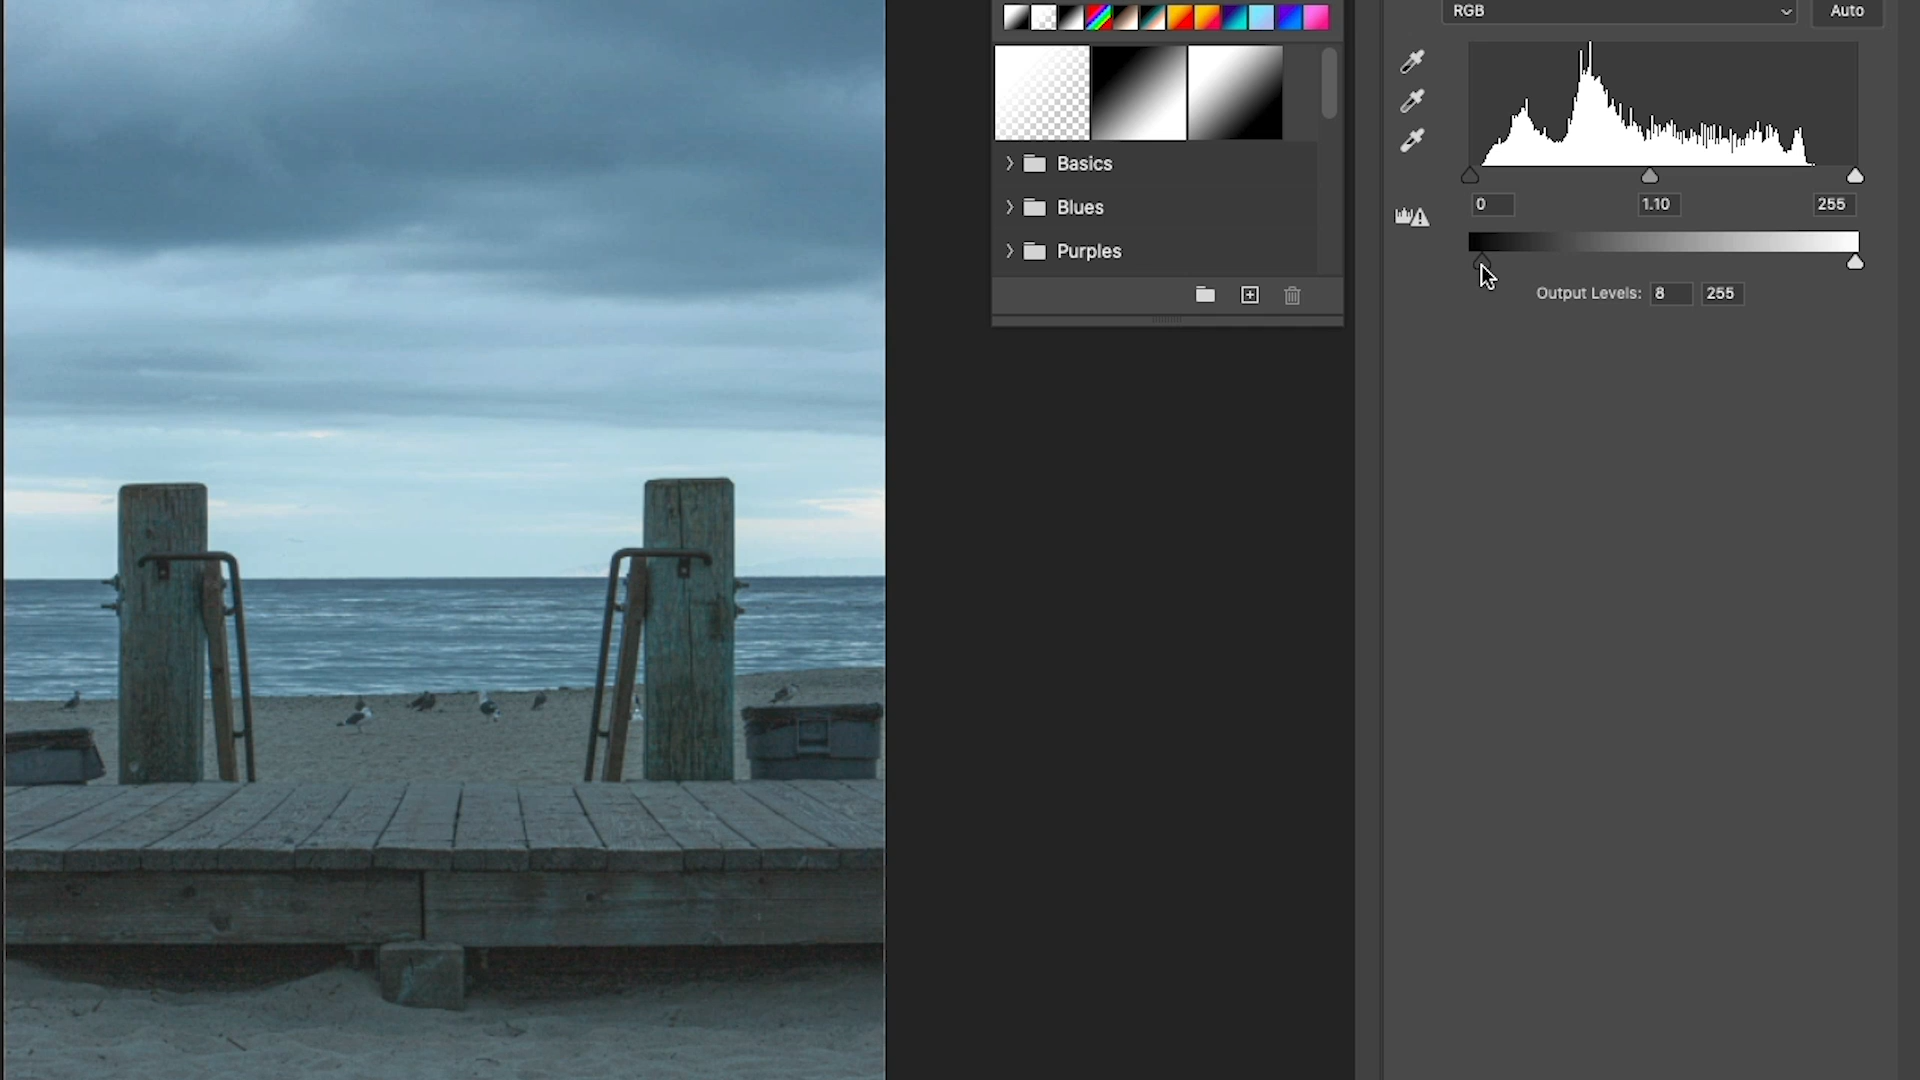 RGB
Auto
Basics
Blues
Purples
0
1.10
255
Output Levels: 8 255